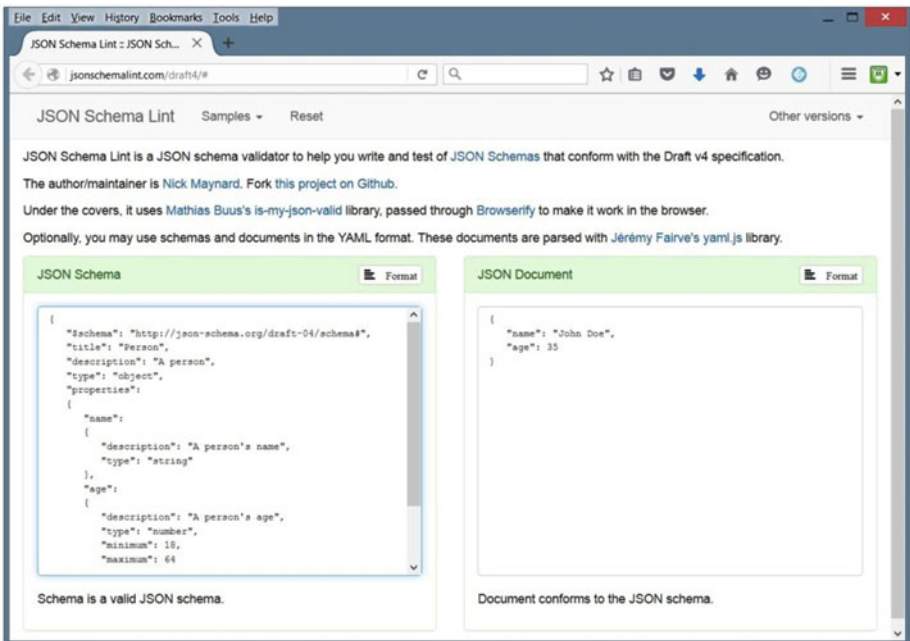 File Edit View History Bookmarks Tools Help
JSON Schema Lint :: JSON Sch...
jsonschemalint.com/draft4/#
JSON Schema Lint Samples Reset Other versions
JSON Schema Lint is a JSON schema validator to help you write and test of JSON Schemas that conform with the Draft v4 specification.
The author/maintainer is Nick Maynard. Fork this project on Github.
Under the covers, it uses Mathias Buus's is-my-json-valid library, passed through Browserify to make it work in the browser.
Optionally, you may use schemas and documents in the YAML format. These documents are parsed with Jérémy Fairve's yaml.js library.
JSON Schema Format
{
"$schema": "http://json-schema.org/draft-04/schema#",
"title": "Person",
"description": "A person",
"type": "object",
"properties":
{
"name":
{
"description": "A person's name",
"type": "string"
},
"age":
{
"description": "A person's age",
"type": "number",
"minimum": 18,
"maximum": 64
Schema is a valid JSON schema.
JSON Document Format
{
"name": "John Doe",
"age": 35
}
Document conforms to the JSON schema.